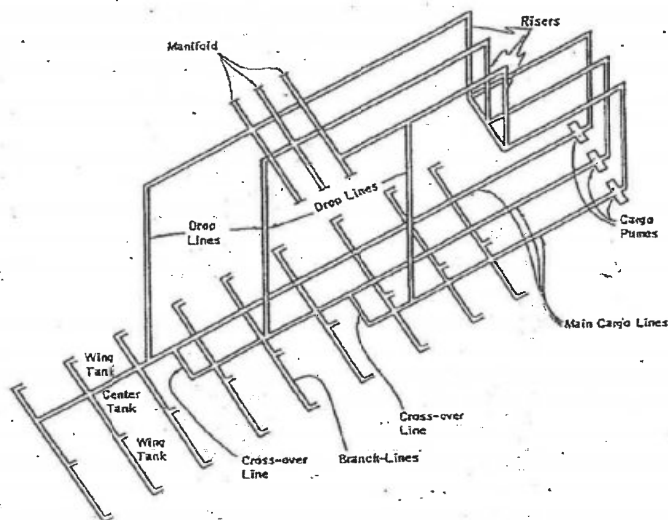 Risers
Manifold
Drop Lines
Drop
Lines
Cargo
Pumps
Main Cargo Lines
Wing
Tank
Center
Tank
Wing
Tank
Cross-over
Line
Cross-over
Line
Branch-Lines